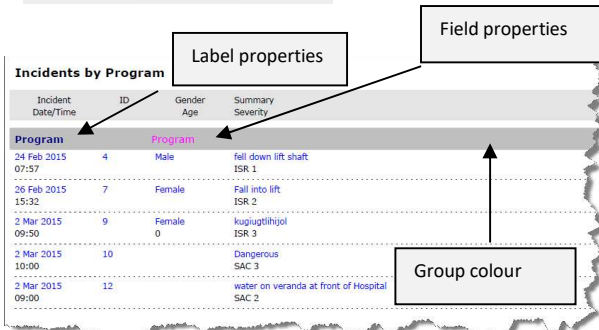 Field properties
Label properties
Incidents by Program
Incident ID Gender Summary
Date/Time Age Severity
Program Program
24 Feb 2015 4 Male fell down lift shaft
07:57 ISR 1
26 Feb 2015 7 Female Fall into lift
15:32 ISR 2
2 Mar 2015 9 Female kugiugtlihijol
09:50 0 ISR 3
2 Mar 2015 10 Dangerous
10:00 SAC 3
2 Mar 2015 12 water on veranda at front of Hospital
09:00 SAC 2
Group colour